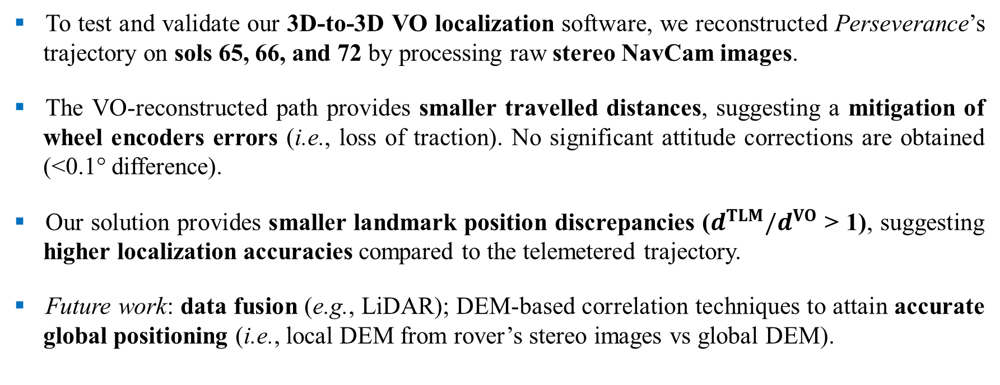 ▪ To test and validate our 3D-to-3D VO localization software, we reconstructed Perseverance’s
trajectory on sols 65, 66, and 72 by processing raw stereo NavCam images.
▪ The VO-reconstructed path provides smaller travelled distances, suggesting a mitigation of
wheel encoders errors (i.e., loss of traction). No significant attitude corrections are obtained
(<0.1° difference).
▪ Our solution provides smaller landmark position discrepancies (d^TLM/d^VO > 1), suggesting
higher localization accuracies compared to the telemetered trajectory.
▪ Future work: data fusion (e.g., LiDAR); DEM-based correlation techniques to attain accurate
global positioning (i.e., local DEM from rover’s stereo images vs global DEM).